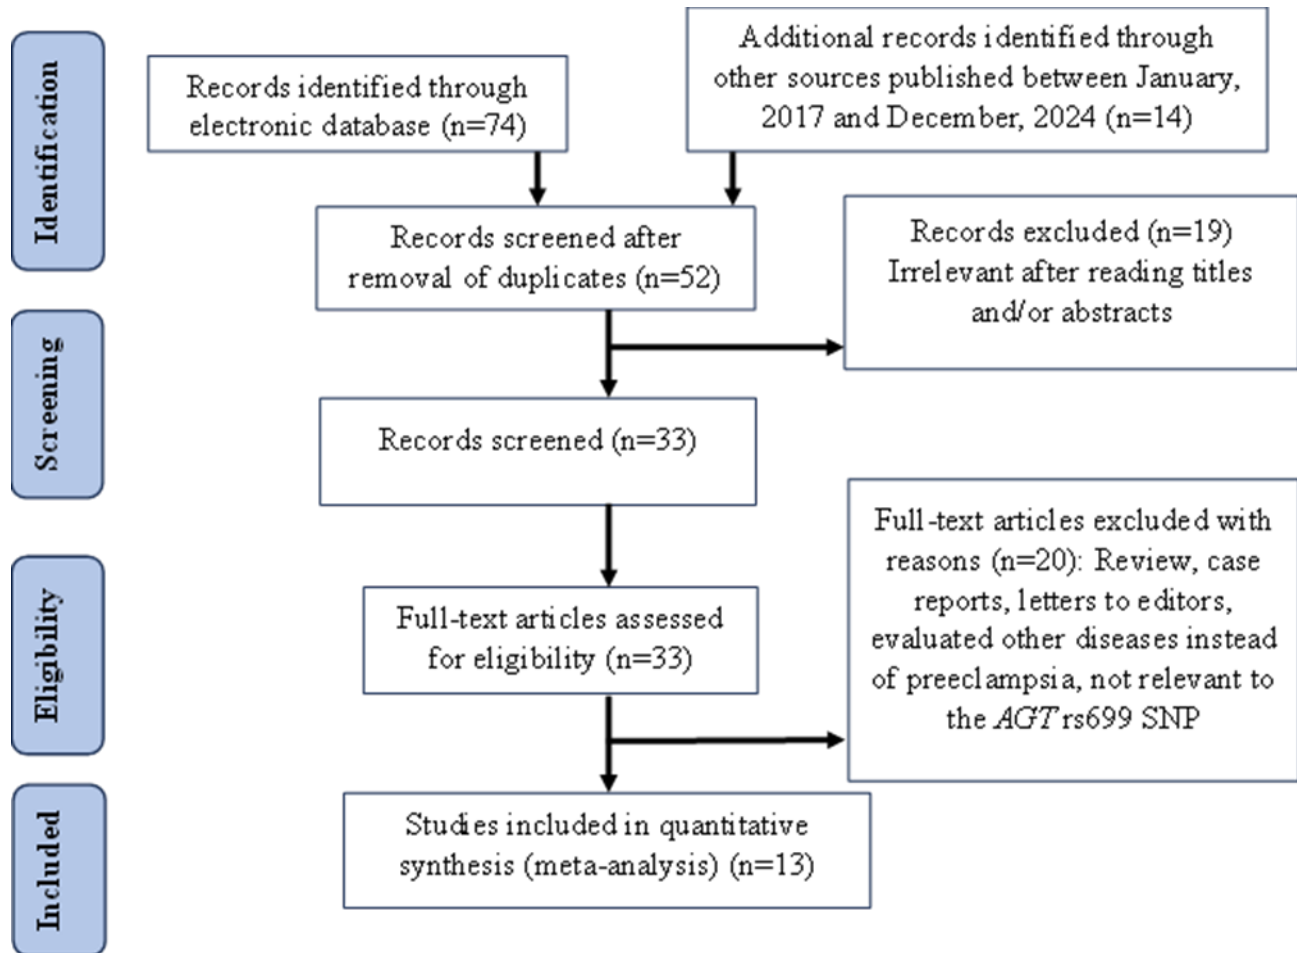 Identification
Records identified through
electronic database (n=74)
Additional records identified through
other sources published between January,
2017 and December, 2024 (n=14)
Records screened after
removal of duplicates (n=52)
Records excluded (n=19)
Irrelevant after reading titles
and/or abstracts
Screening
Records screened (n=33)
Eligibility
Full-text articles assessed
for eligibility (n=33)
Full-text articles excluded with
reasons (n=20): Review, case
reports, letters to editors,
evaluated other diseases instead
of preeclampsia, not relevant to
the AGT rs699 SNP
Included
Studies included in quantitative
synthesis (meta-analysis) (n=13)